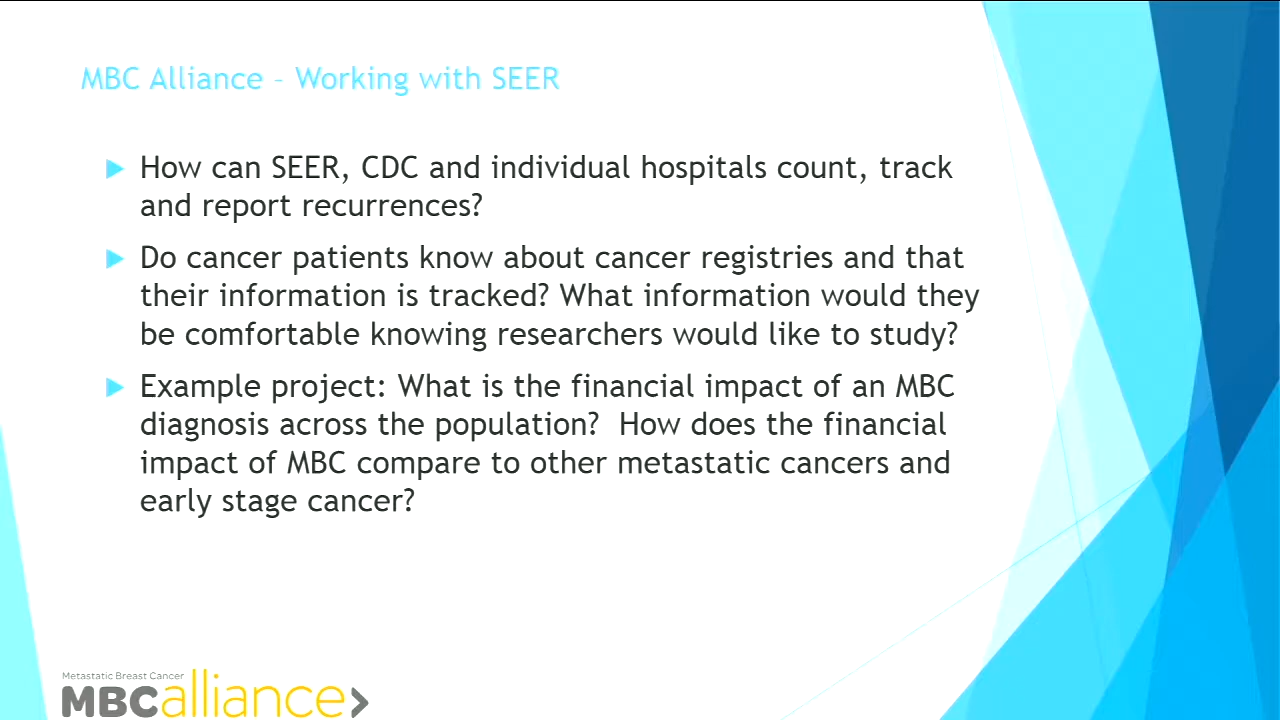 MBC Alliance – Working with SEER
How can SEER, CDC and individual hospitals count, track
and report recurrences?
Do cancer patients know about cancer registries and that
their information is tracked? What information would they
be comfortable knowing researchers would like to study?
Example project: What is the financial impact of an MBC
diagnosis across the population?  How does the financial
impact of MBC compare to other metastatic cancers and
early stage cancer?
Metastatic Breast Cancer
MBCalliance